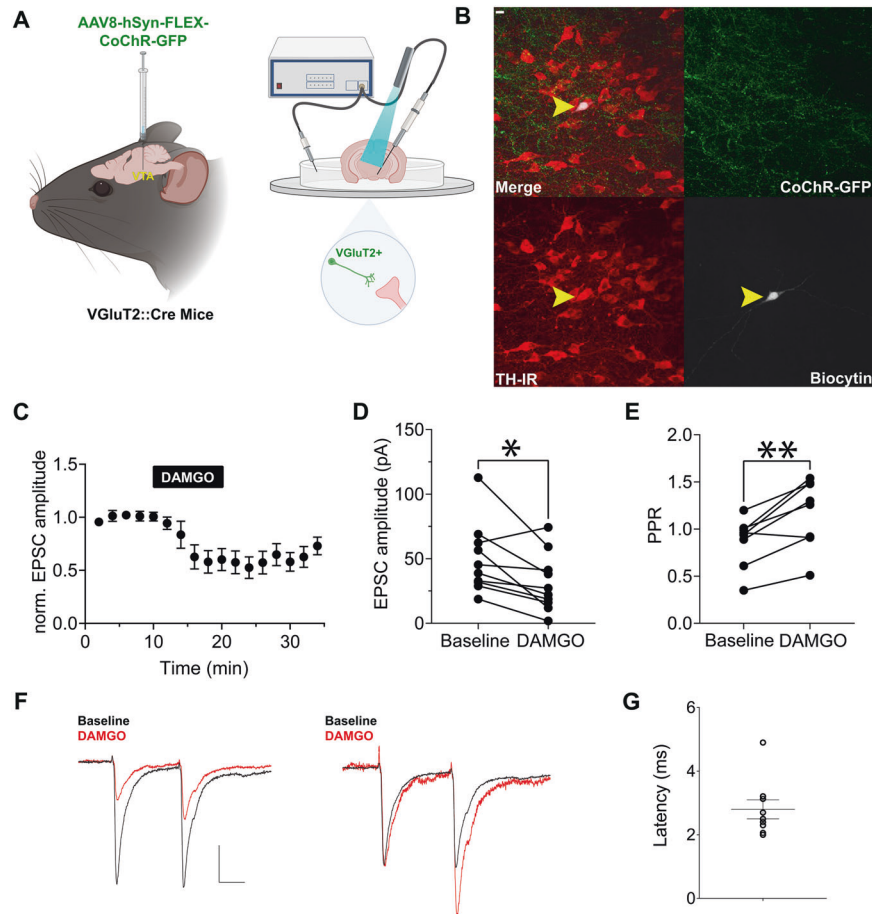 A
AAV8-hSyn-FLEX-
CoChR-GFP
VTA
VGluT2::Cre Mice
VGluT2+
B
Merge
CoChR-GFP
TH-IR
Biocytin
C
norm. EPSC amplitude
1.5
1.0
0.5
0.0
DAMGO
0
10
20
30
Time (min)
D
EPSC amplitude (pA)
150
100
50
0
*
Baseline
DAMGO
E
PPR
2.0
1.5
1.0
0.5
0.0
**
Baseline
DAMGO
F
Baseline
DAMGO
Baseline
DAMGO
G
Latency (ms)
6
4
2
0